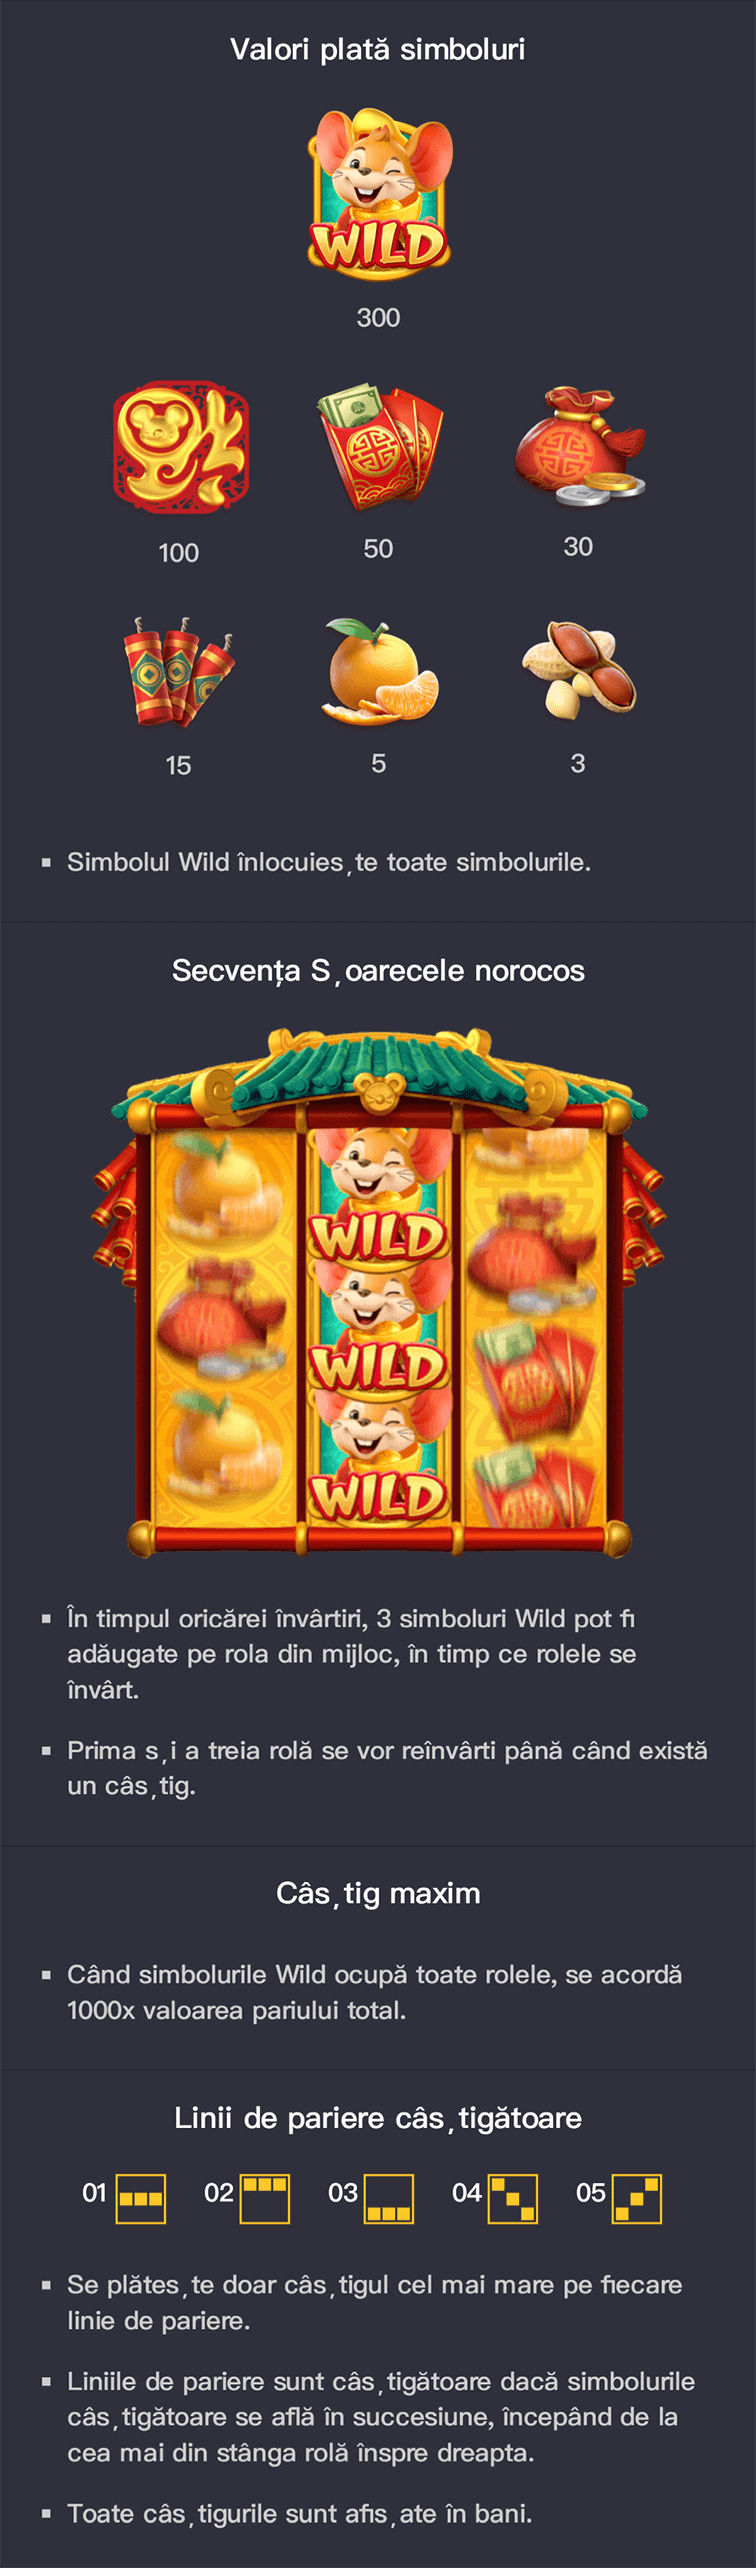 Valori plată simboluri
WILD
300
100
50
30
15
5
3
▪ Simbolul Wild înlocuies¸te toate simbolurile.
Secvența S¸oarecele norocos
WILD
WILD
WILD
▪ În timpul oricărei învârtiri, 3 simboluri Wild pot fi
adăugate pe rola din mijloc, în timp ce rolele se
învârt.
▪ Prima s¸i a treia rolă se vor reînvârti până când există
un câs¸tig.
Câs¸tig maxim
▪ Când simbolurile Wild ocupă toate rolele, se acordă
1000x valoarea pariului total.
Linii de pariere câs¸tigătoare
01 02 03 04 05
▪ Se plătes¸te doar câs¸tigul cel mai mare pe fiecare
linie de pariere.
▪ Liniile de pariere sunt câs¸tigătoare dacă simbolurile
câs¸tigătoare se află în succesiune, începând de la
cea mai din stânga rolă înspre dreapta.
▪ Toate câs¸tigurile sunt afis¸ate în bani.